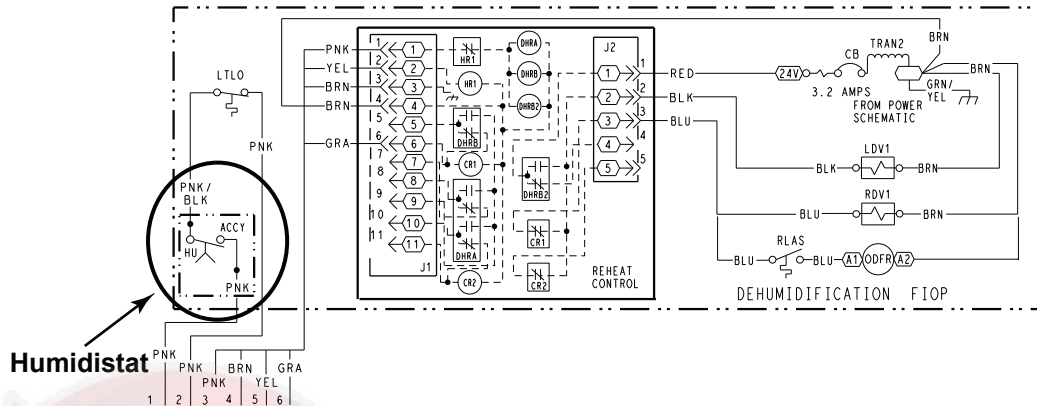 BRN
LTLO
PNK
PNK/
BLK
ACCY
HU
PNK
Humidistat
PNK
PNK
PNK
BRN
YEL
GRA
1 2 3 4 5 6
PNK
YEL
BRN
BRN
GRA
1 1
2 2
3 3
4 4
5 5
6 6
7 7
8 8
9 9
10 10
11 11
J1
HR1
HR1
DHRB
CR1
DHRA
CR2
DHRA
DHRB
DHRB2
DHRB2
CR1
CR2
J2
1 1
2 2
3 3
4 4
5 5
REHEAT
CONTROL
RED
BLK
BLU
24V
CB
3.2 AMPS
TRAN2
FROM POWER
SCHEMATIC
BRN
GRN/
YEL
LDV1
BLK BRN
RDV1
BLU BRN
RLAS
BLU BLU A1 ODFR A2
DEHUMIDIFICATION FIOP